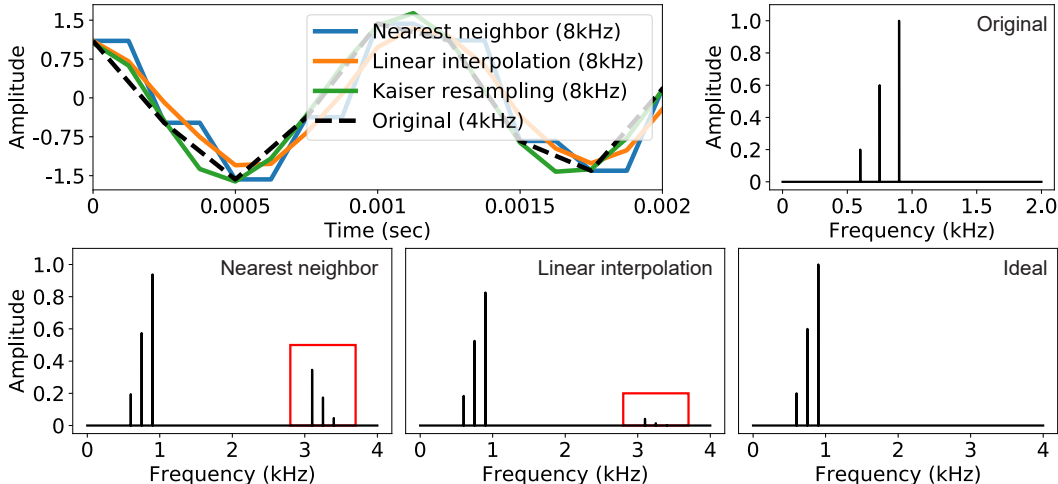 Amplitude
1.5
0.75
0
-0.75
-1.5
Nearest neighbor (8kHz)
Linear interpolation (8kHz)
Kaiser resampling (8kHz)
Original (4kHz)
0
0.0005
0.001
0.0015
0.002
Time (sec)
Original
Amplitude
1.0
0.8
0.6
0.4
0.2
0
0.0
0.5
1.0
1.5
2.0
Frequency (kHz)
Nearest neighbor
Amplitude
1.0
0.8
0.6
0.4
0.2
0
0
1
2
3
4
Frequency (kHz)
Linear interpolation
0
1
2
3
4
Frequency (kHz)
Ideal
Amplitude
0
1
2
3
4
Frequency (kHz)